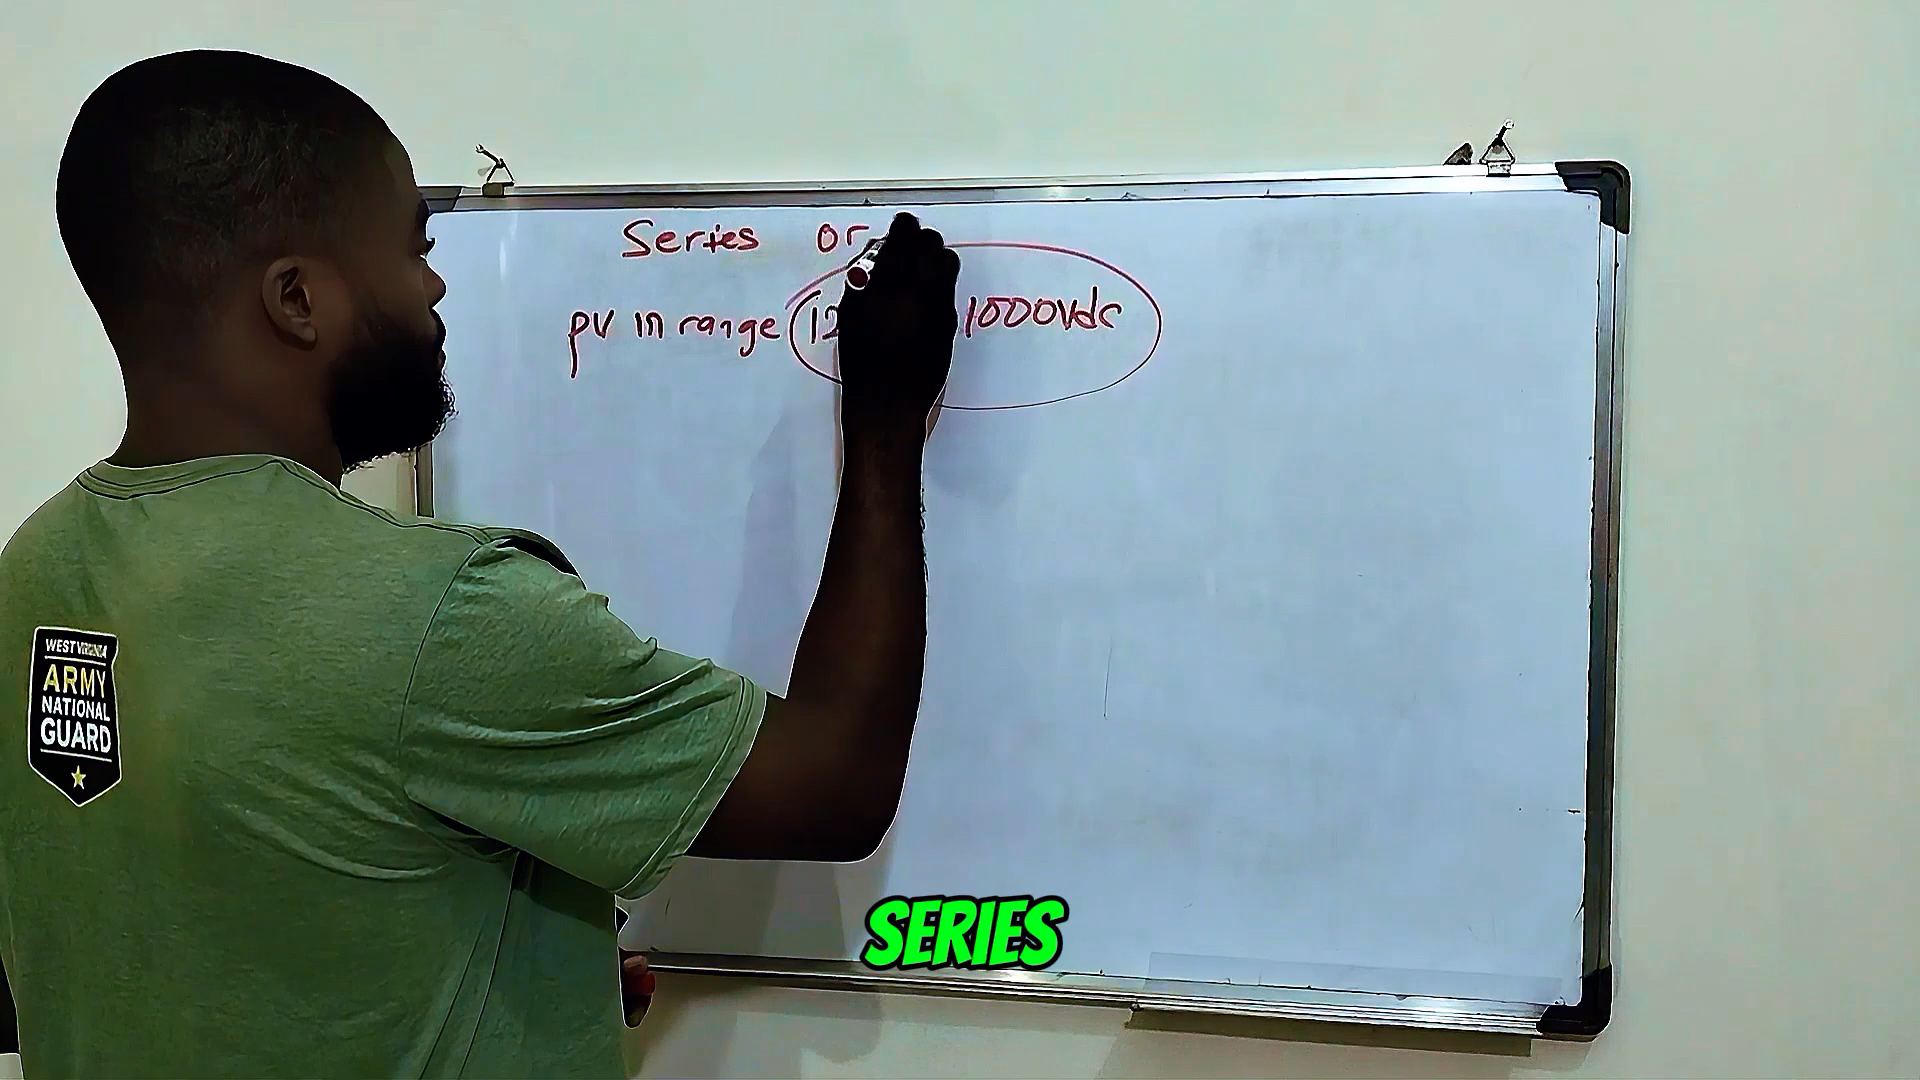 Series or
pv in range (12 1000Vdc
WEST VIRGINIA
ARMY
NATIONAL
GUARD
SERIES